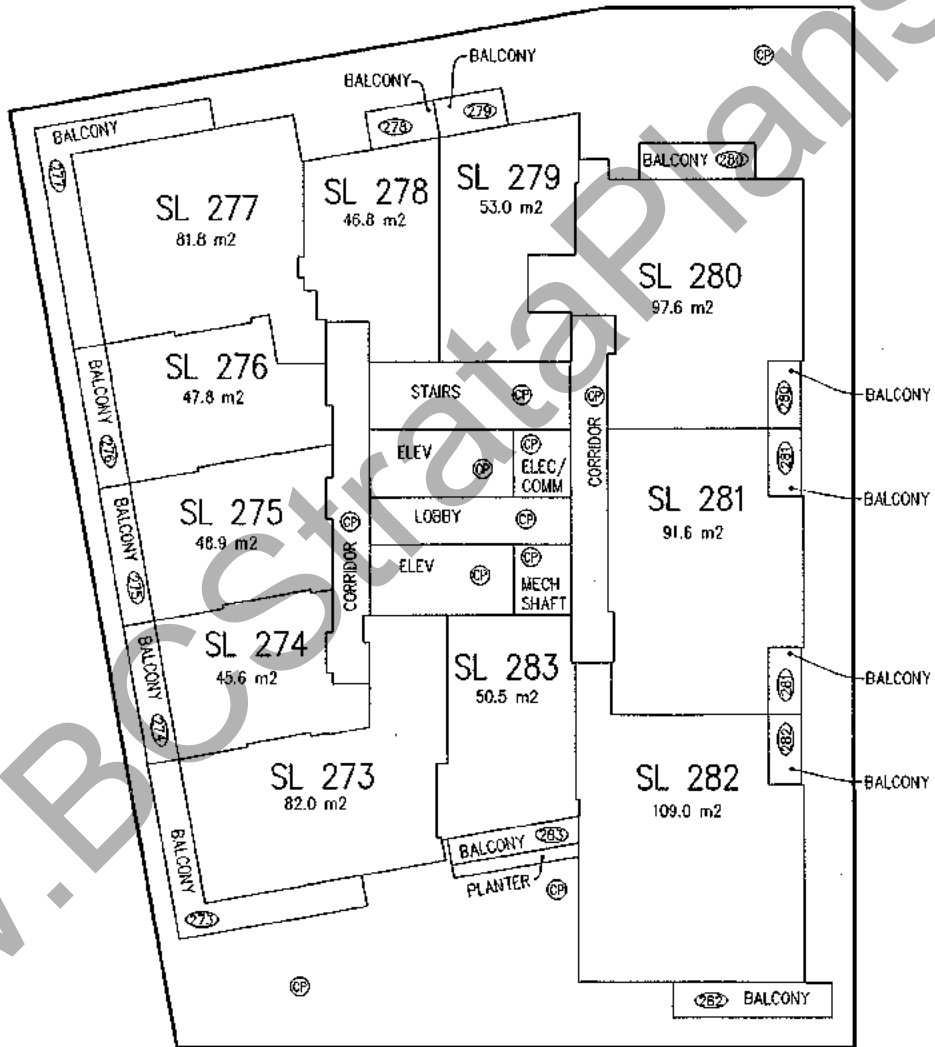 CP
BALCONY
BALCONY
278
279
BALCONY
277
SL 277
81.8 m2
SL 278
46.8 m2
SL 279
53.0 m2
BALCONY 280
SL 280
97.6 m2
BALCONY
276
SL 276
47.8 m2
STAIRS
CP
CP
CORRIDOR
280
BALCONY
ELEV
CP
CP
ELEC/
COMM
281
BALCONY
SL 281
91.6 m2
BALCONY
275
SL 275
46.9 m2
CP
CORRIDOR
LOBBY
CP
ELEV
CP
CP
MECH
SHAFT
BALCONY
274
SL 274
45.6 m2
SL 283
50.5 m2
281
BALCONY
282
BALCONY
SL 273
82.0 m2
SL 282
109.0 m2
BALCONY
273
BALCONY 283
PLANTER
CP
CP
282 BALCONY
.BCStrataPlans